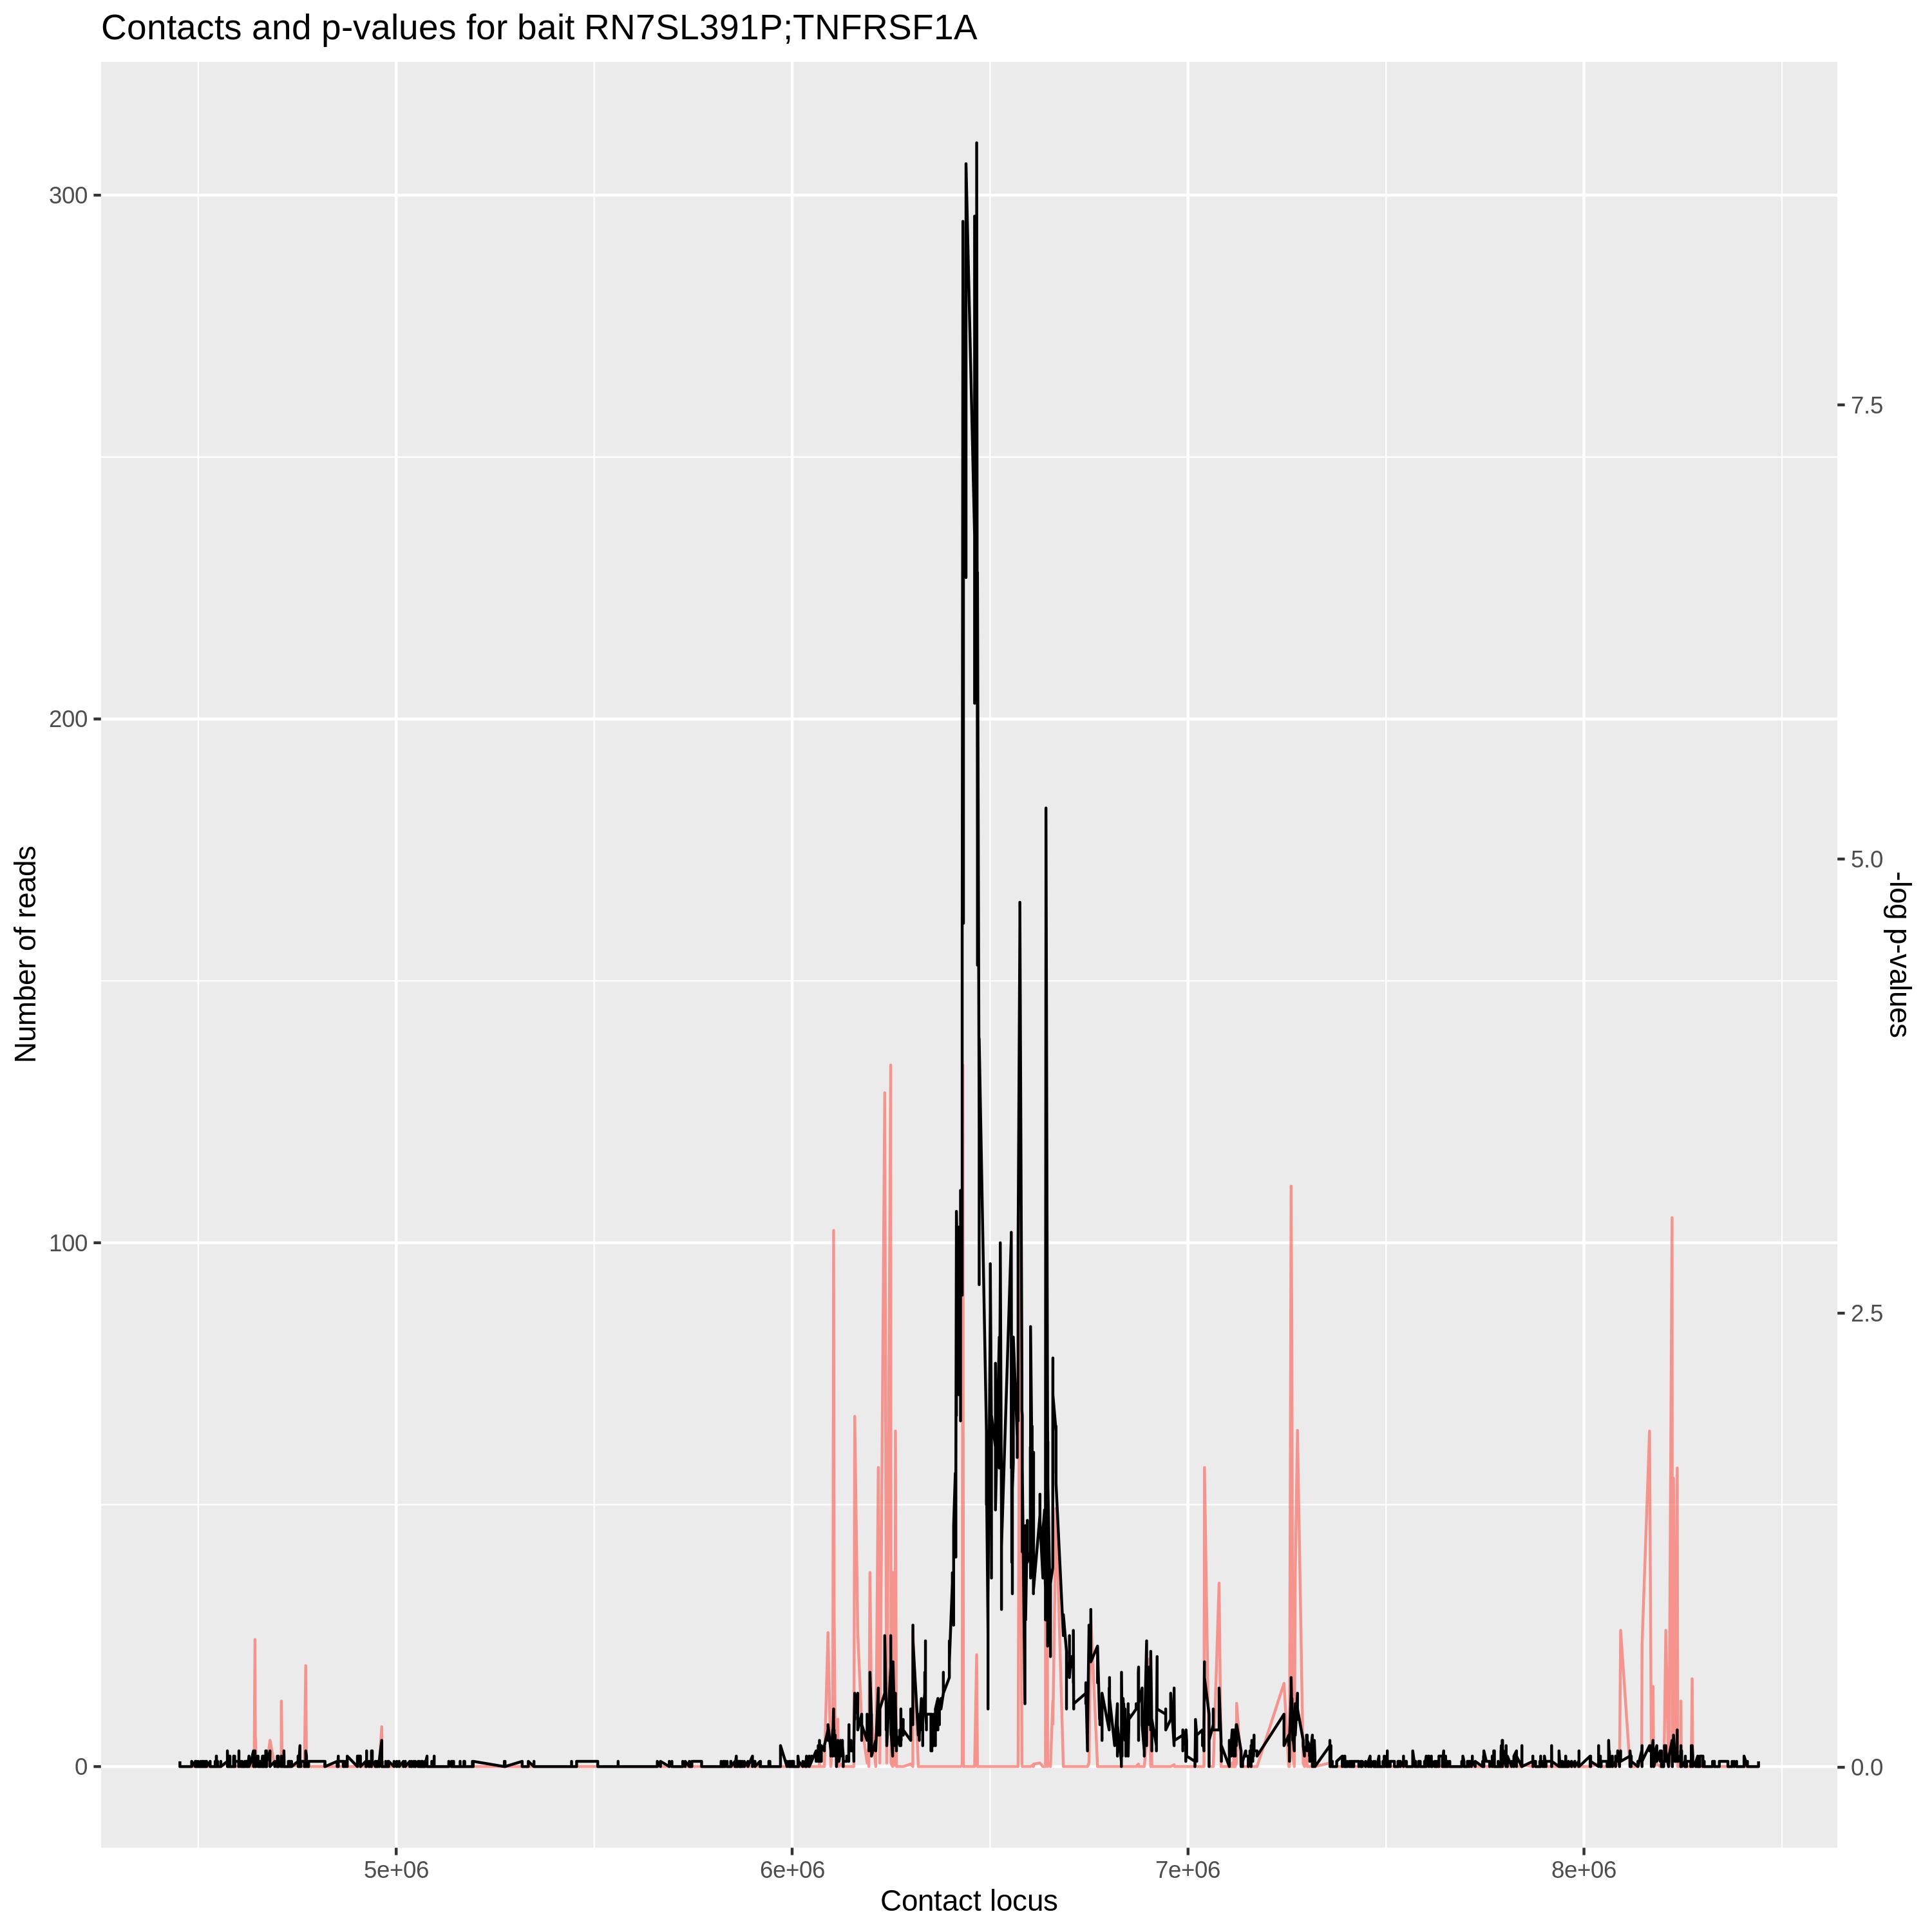 Contacts and p-values for bait RN7SL391P;TNFRSF1A
300
200
100
0
Number of reads
7.5
5.0
2.5
0.0
-log p-values
5e+06
6e+06
7e+06
8e+06
Contact locus